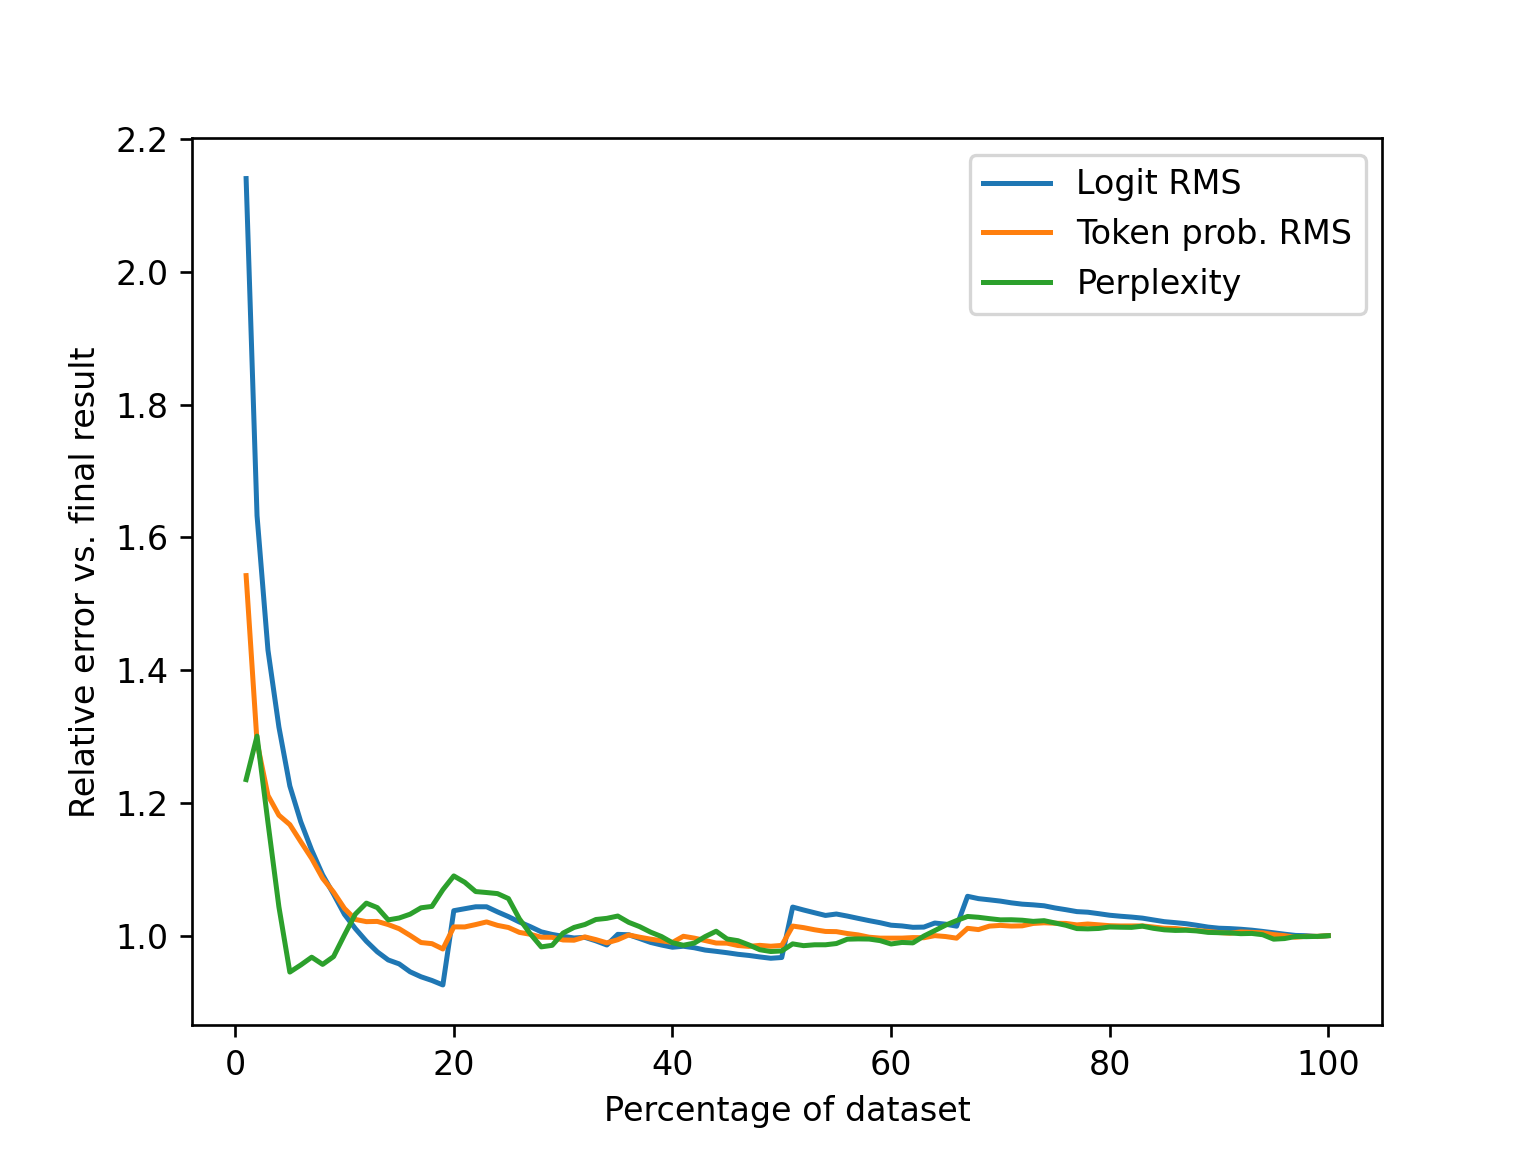 2.2
2.0
1.8
1.6
1.4
1.2
1.0
Relative error vs. final result
Logit RMS
Token prob. RMS
Perplexity
0 20 40 60 80 100
Percentage of dataset